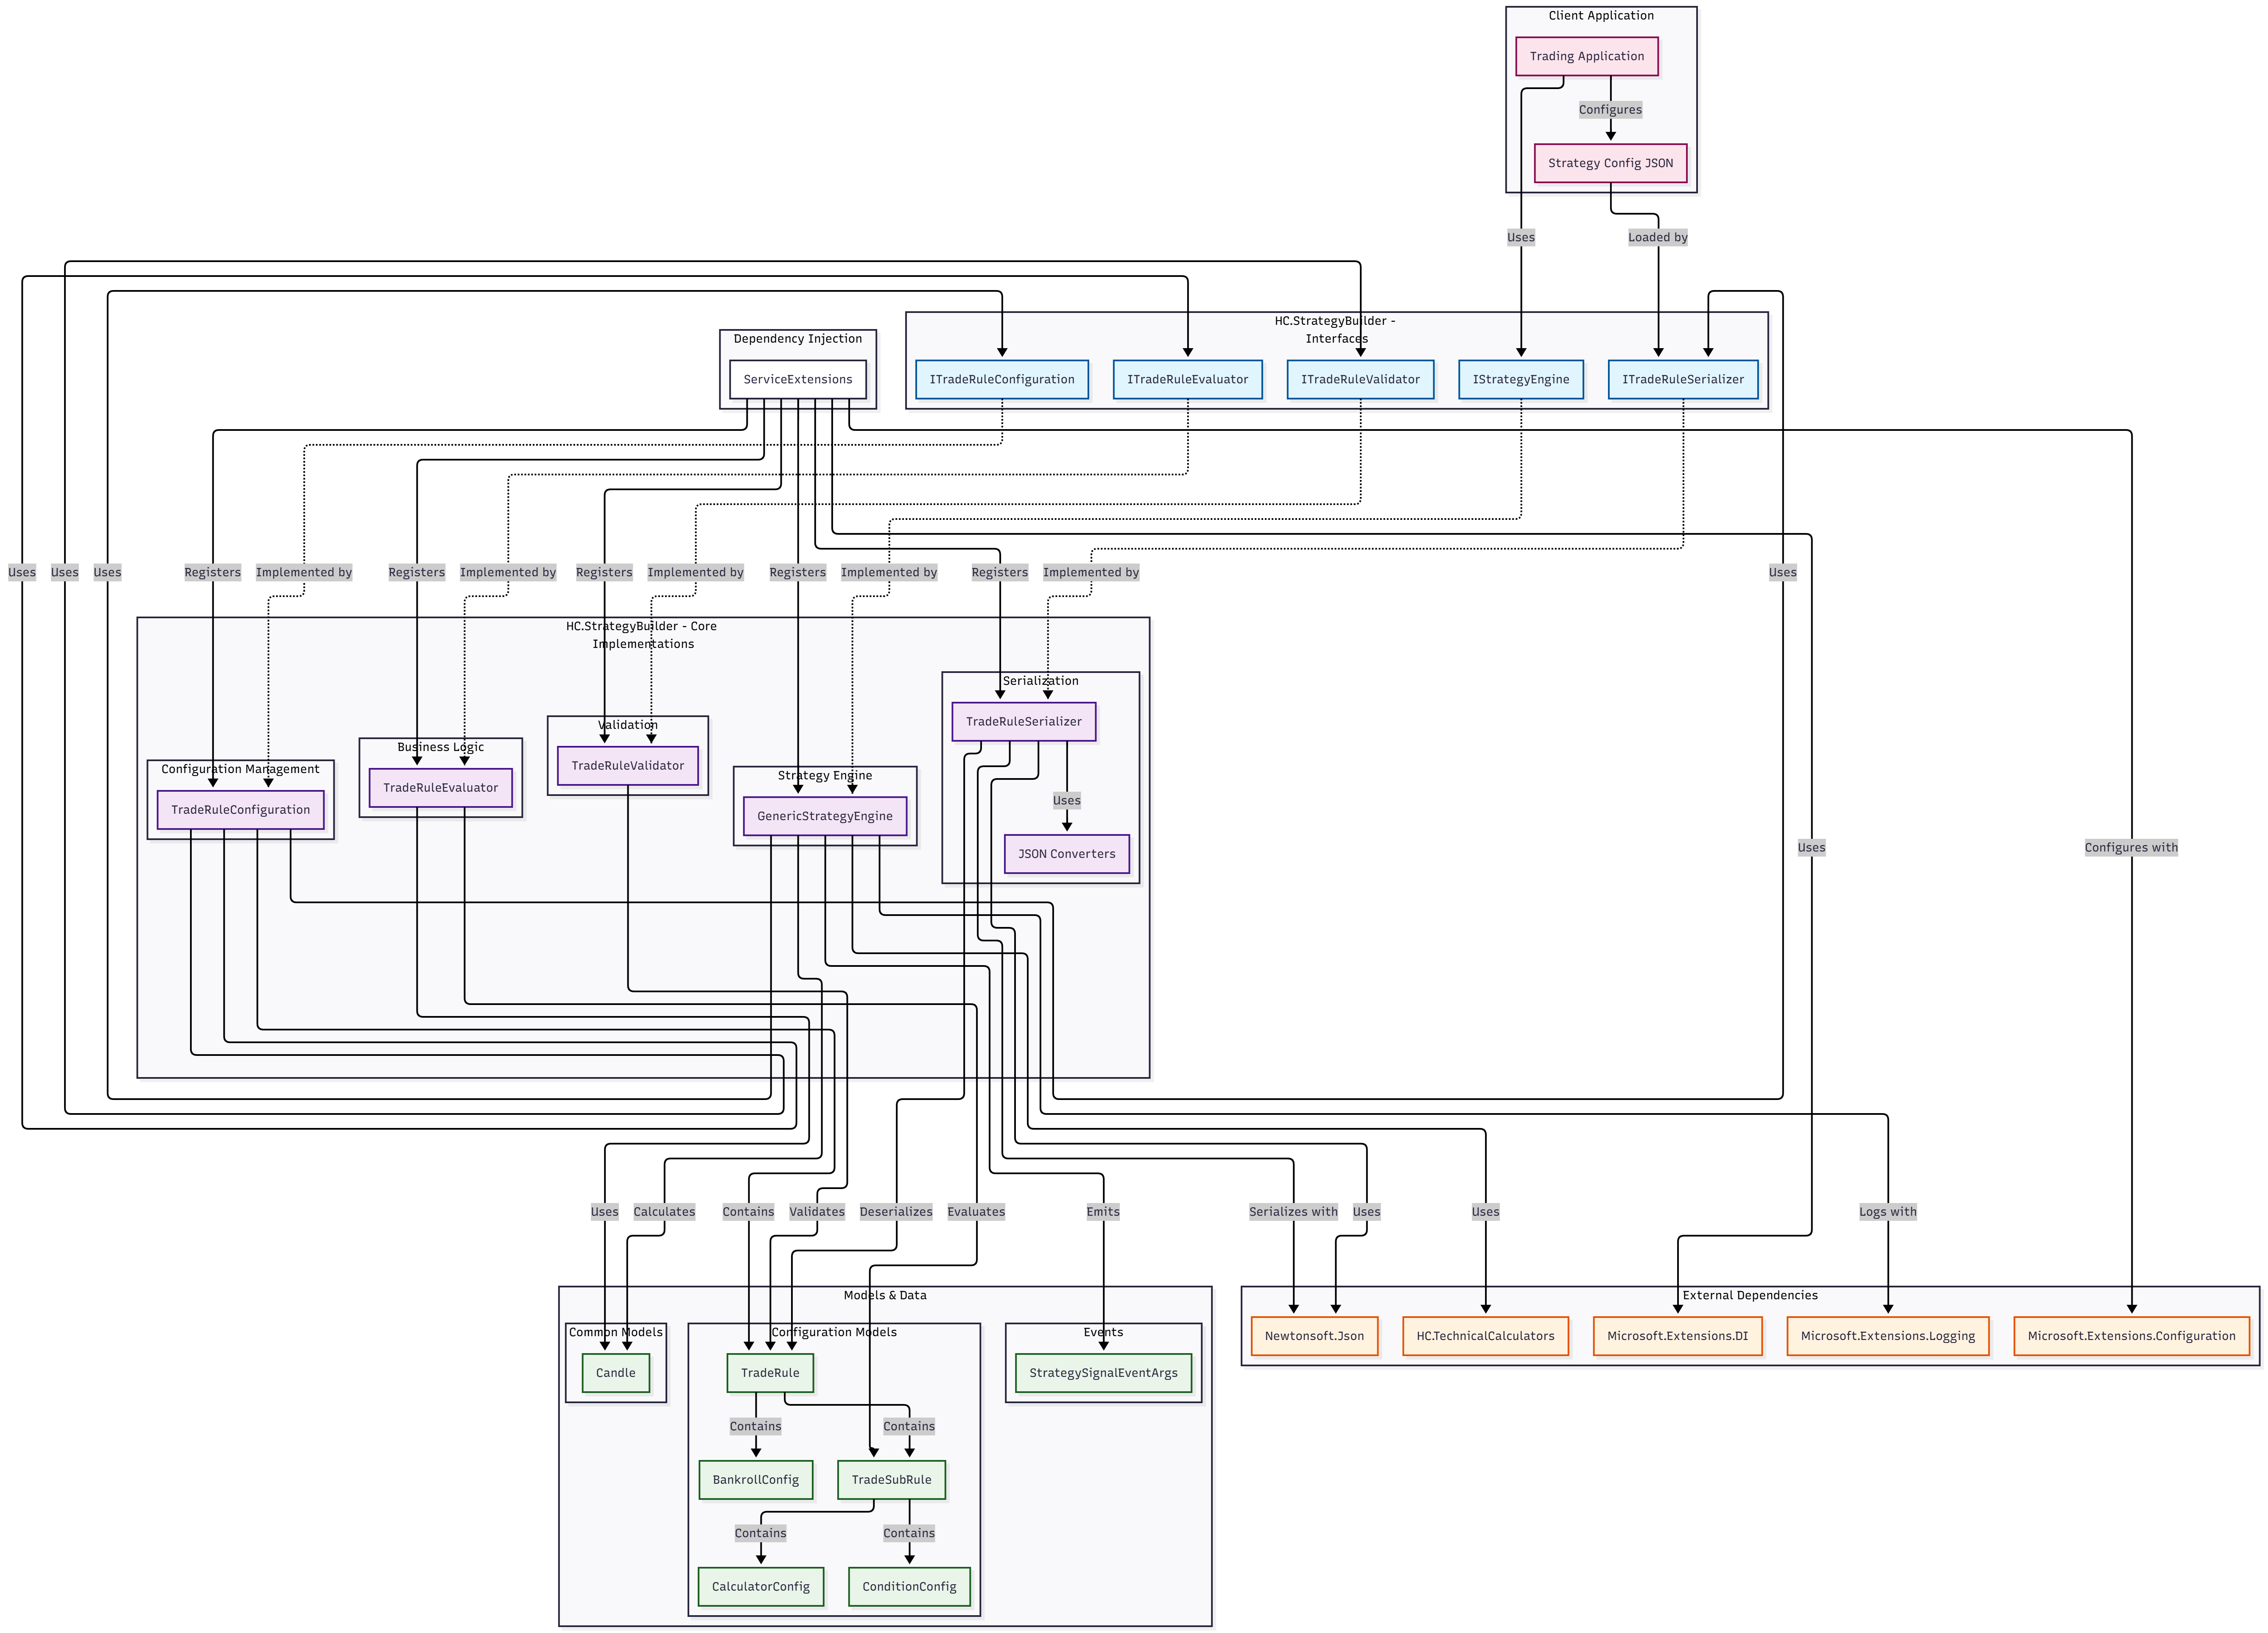 Client Application
Trading Application
Configures
Strategy Config JSON
Uses
Loaded by
HC.StrategyBuilder -
Interfaces
Dependency Injection
ServiceExtensions
ITradeRuleConfiguration
ITradeRuleEvaluator
ITradeRuleValidator
IStrategyEngine
ITradeRuleSerializer
Uses
Uses
Uses
Registers
Implemented by
Registers
Implemented by
Registers
Implemented by
Registers
Implemented by
Registers
Implemented by
Uses
HC.StrategyBuilder - Core
Implementations
Serialization
TradeRuleSerializer
Validation
TradeRuleValidator
Business Logic
TradeRuleEvaluator
Configuration Management
TradeRuleConfiguration
Strategy Engine
GenericStrategyEngine
Uses
JSON Converters
Uses
Configures with
Uses
Calculates
Contains
Validates
Deserializes
Evaluates
Emits
Serializes with
Uses
Uses
Logs with
Models & Data
External Dependencies
Common Models
Configuration Models
Events
Newtonsoft.Json
HC.TechnicalCalculators
Microsoft.Extensions.DI
Microsoft.Extensions.Logging
Microsoft.Extensions.Configuration
Candle
TradeRule
StrategySignalEventArgs
Contains
Contains
BankrollConfig
TradeSubRule
Contains
Contains
CalculatorConfig
ConditionConfig